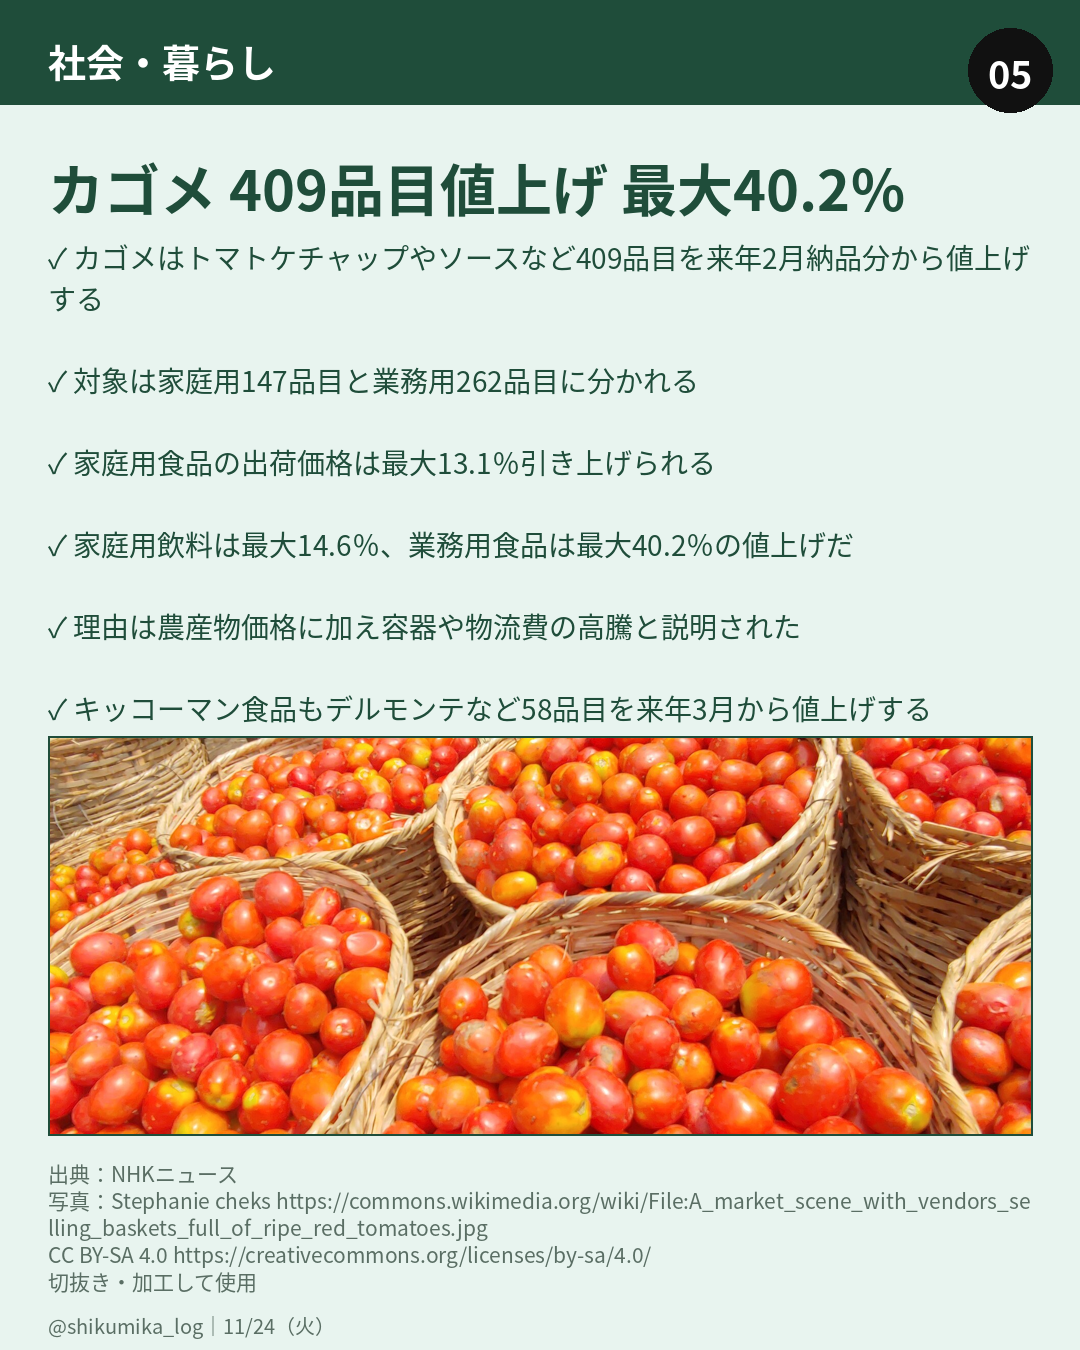 社会・暮らし
05
カゴメ 409品目値上げ 最大40.2%
✓カゴメはトマトケチャップやソースなど409品目を来年2月納品分から値上げ
する
✓対象は家庭用147品目と業務用262品目に分かれる
✓家庭用食品の出荷価格は最大13.1%引き上げられる
✓家庭用飲料は最大14.6%、業務用食品は最大40.2%の値上げだ
✓理由は農産物価格に加え容器や物流費の高騰と説明された
✓キッコーマン食品もデルモンテなど58品目を来年3月から値上げする
出典：NHKニュース
写真：Stephanie cheks https://commons.wikimedia.org/wiki/File:A_market_scene_with_vendors_se
lling_baskets_full_of_ripe_red_tomatoes.jpg
CC BY-SA 4.0 https://creativecommons.org/licenses/by-sa/4.0/
切抜き・加工して使用
@shikumika_log｜11/24（火）